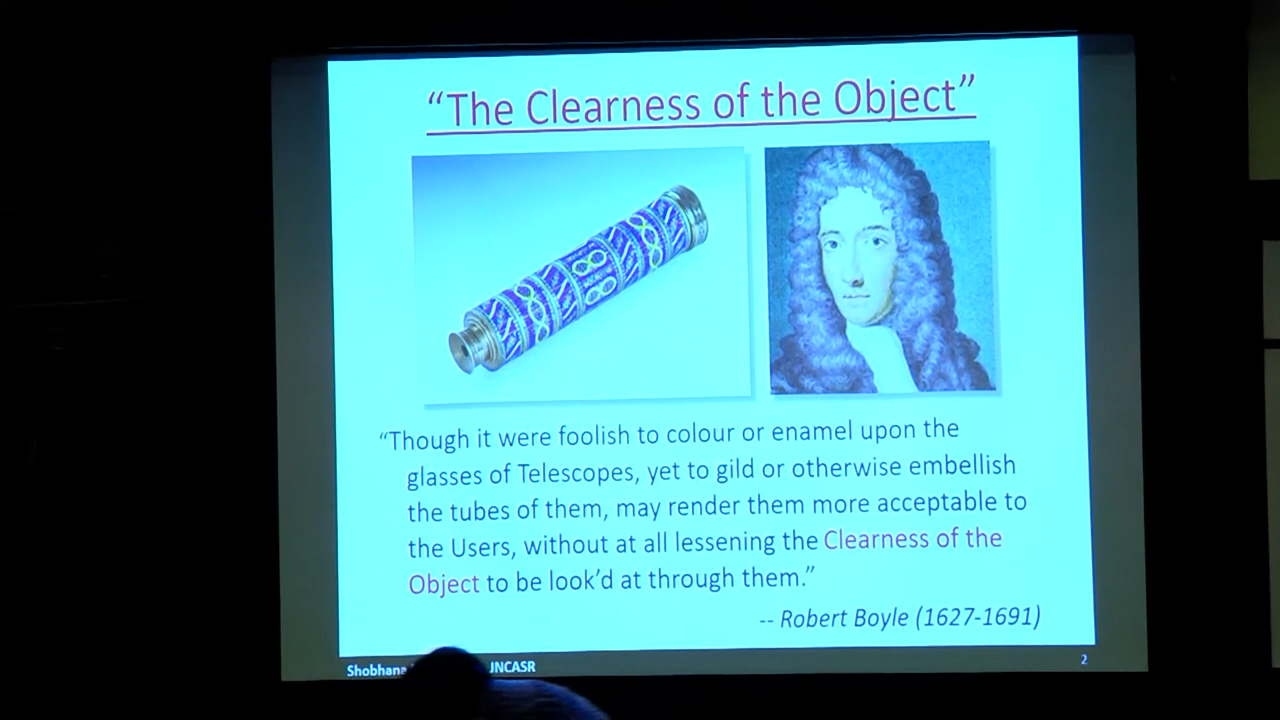 “The Clearness of the Object”
“Though it were foolish to colour or enamel upon the
glasses of Telescopes, yet to gild or otherwise embellish
the tubes of them, may render them more acceptable to
the Users, without at all lessening the Clearness of the
Object to be look’d at through them.”
-- Robert Boyle (1627-1691)
Shobhana JNCASR
2